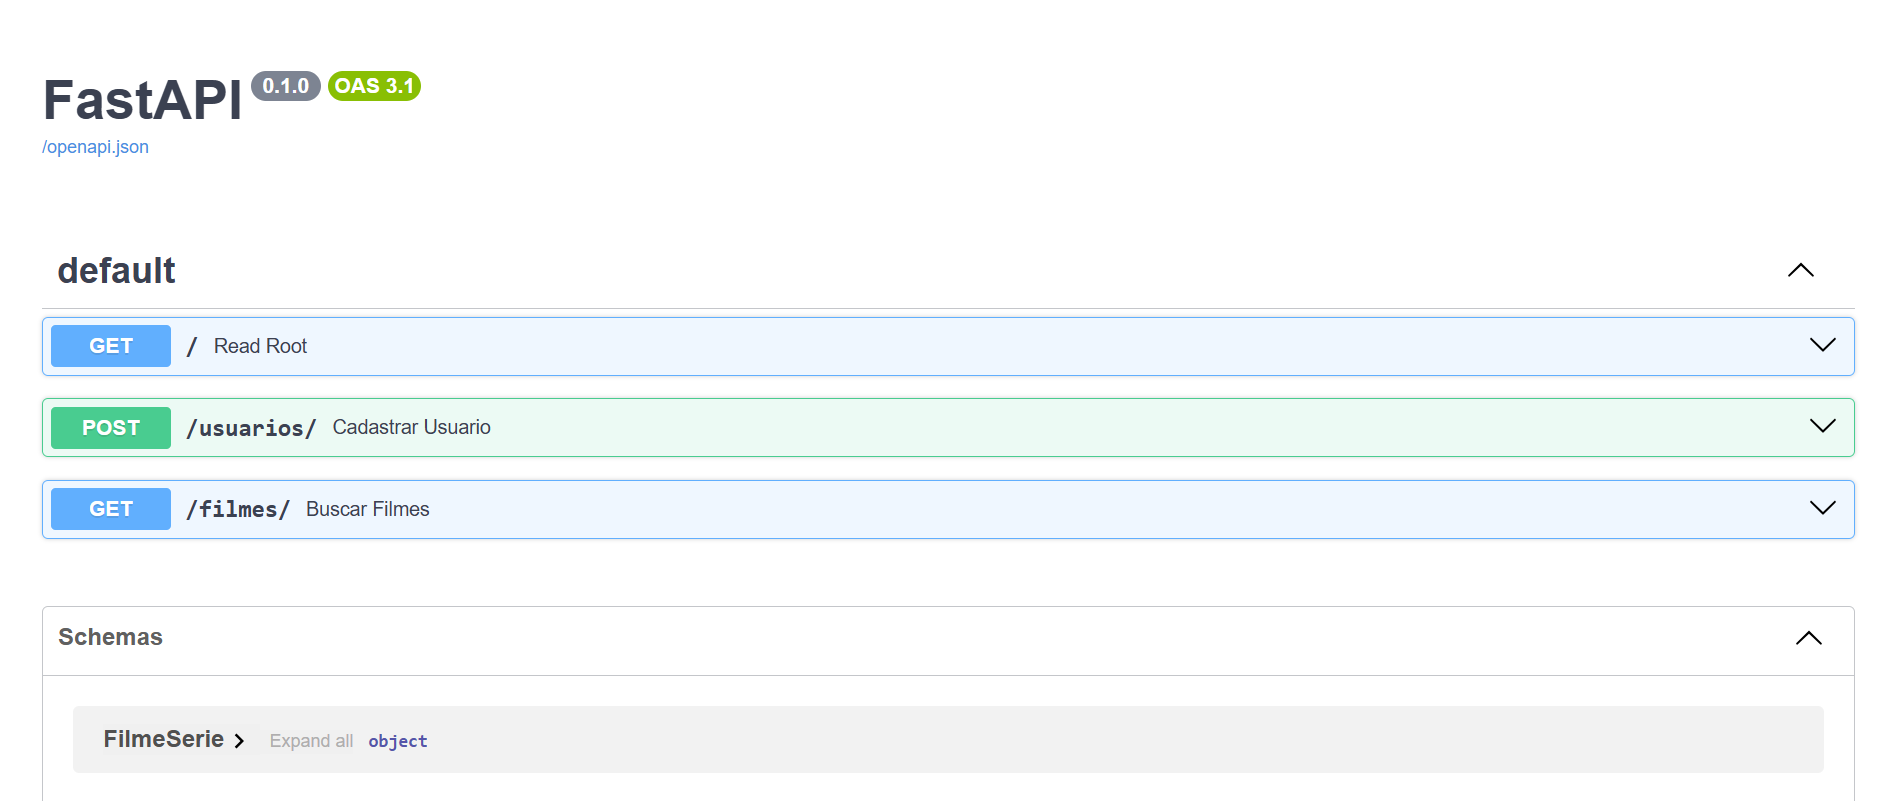 FastAPI 0.1.0 OAS 3.1
/openapi.json
default
GET / Read Root
POST /usuarios/ Cadastrar Usuario
GET /filmes/ Buscar Filmes
Schemas
FilmeSerie Expand all object